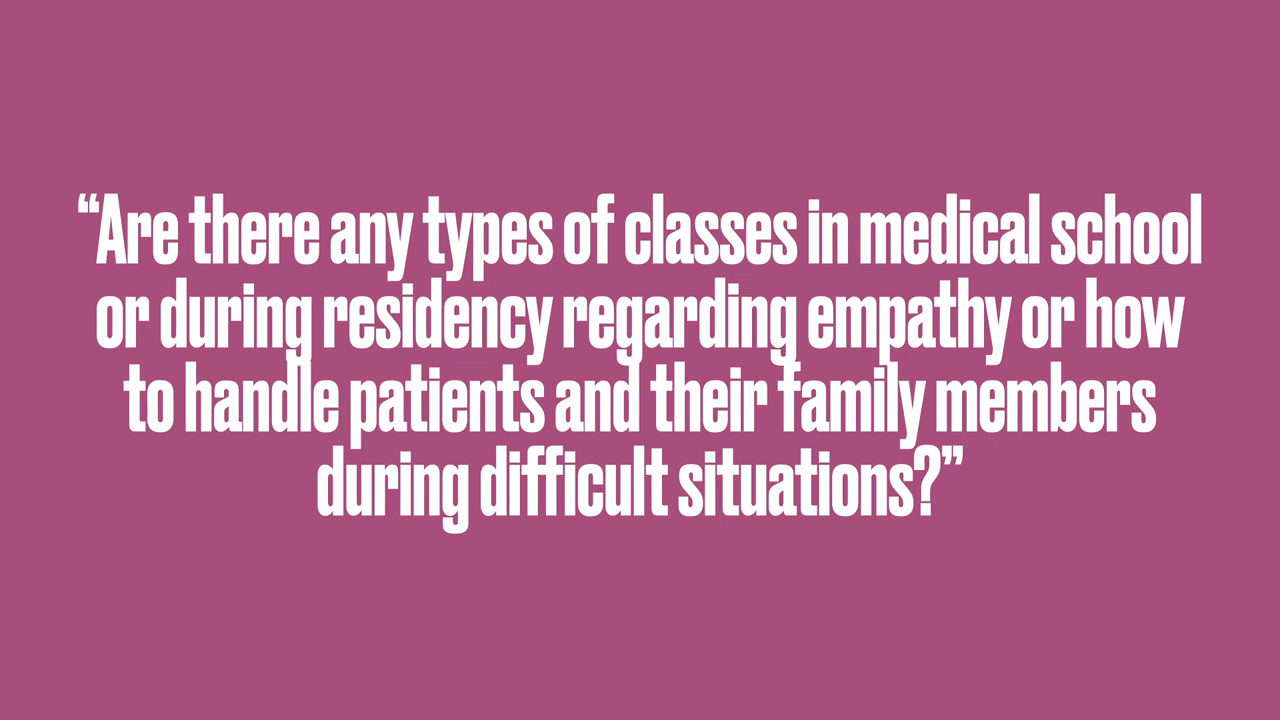 “Are there any types of classes in medical school
or during residency regarding empathy or how
to handle patients and their family members
during difficult situations?”